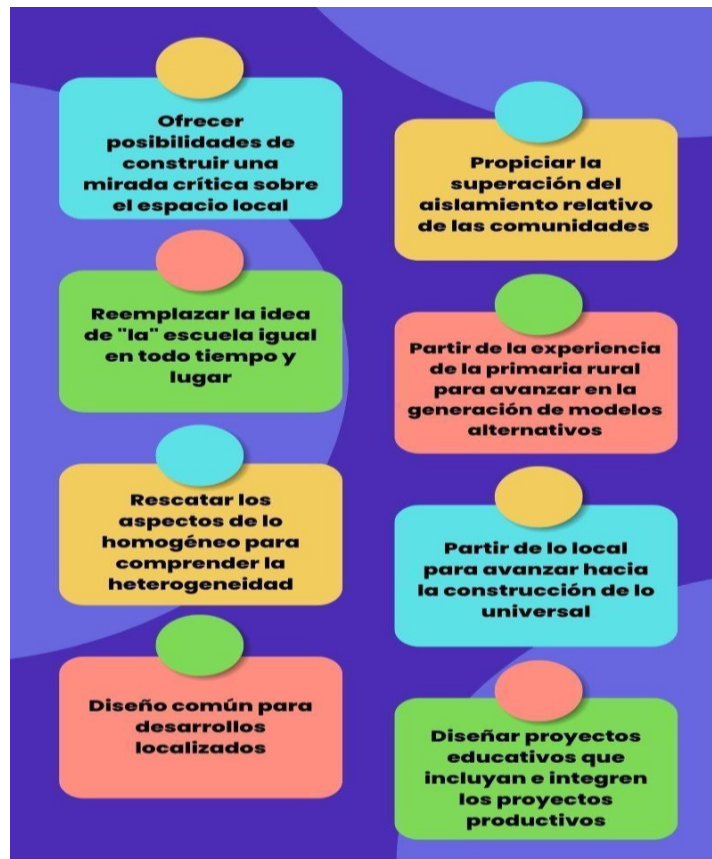 Ofrecer
posibilidades de
construir una
mirada crítica sobre
el espacio local
Propiciar la
superación del
aislamiento relativo
de las comunidades
Reemplazar la idea
de "la" escuela igual
en todo tiempo y
lugar
Partir de la experiencia
de la primaria rural
para avanzar en la
generación de modelos
alternativos
Rescatar los
aspectos de lo
homogéneo para
comprender la
heterogeneidad
Partir de lo local
para avanzar hacia
la construcción de lo
universal
Diseño común para
desarrollos
localizados
Diseñar proyectos
educativos que
incluyan e integren
los proyectos
productivos